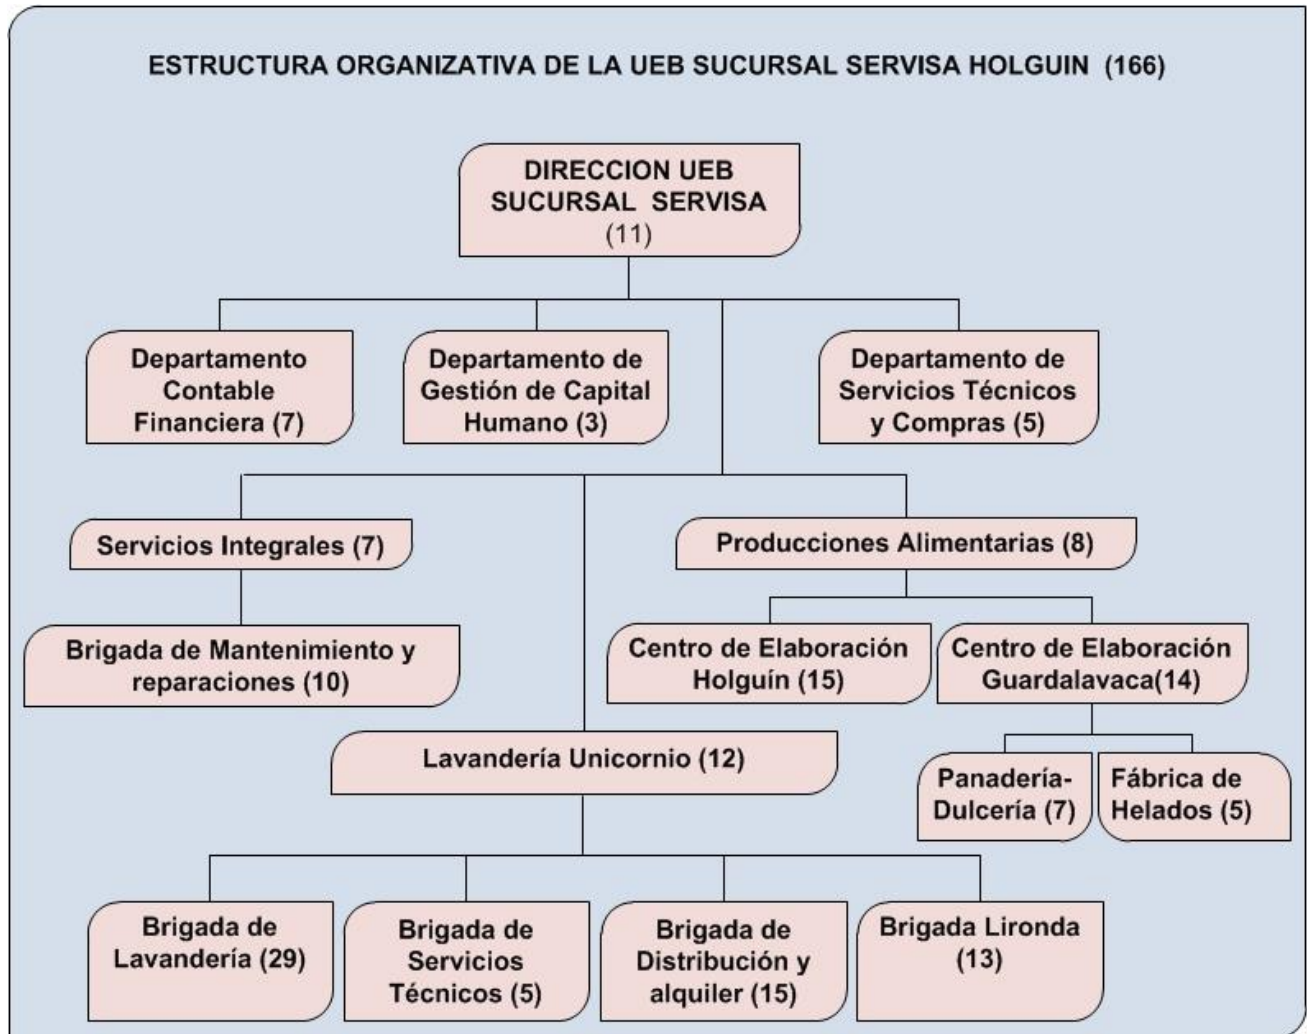 ESTRUCTURA ORGANIZATIVA DE LA UEB SUCURSAL SERVISA HOLGUIN (166)
DIRECCION UEB
SUCURSAL SERVISA
(11)
Departamento
Contable
Financiera (7)
Departamento de
Gestión de Capital
Humano (3)
Departamento de
Servicios Técnicos
y Compras (5)
Servicios Integrales (7)
Producciones Alimentarias (8)
Brigada de Mantenimiento y
reparaciones (10)
Centro de Elaboración
Holguín (15)
Centro de Elaboración
Guardalavaca(14)
Lavandería Unicornio (12)
Panadería-
Dulcería (7)
Fábrica de
Helados (5)
Brigada de
Lavandería (29)
Brigada de
Servicios
Técnicos (5)
Brigada de
Distribución y
alquiler (15)
Brigada Lironda
(13)